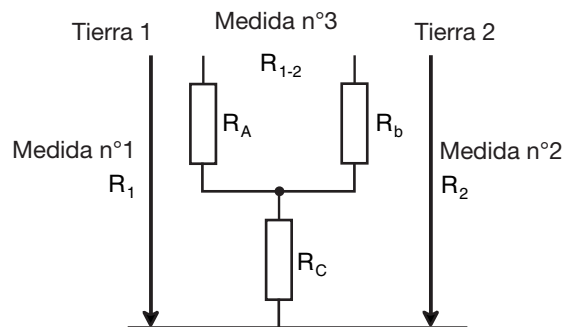 Medida n°3
Tierra 1
Tierra 2
R1-2
RA
Rb
Medida n°1
R1
Medida n°2
R2
RC